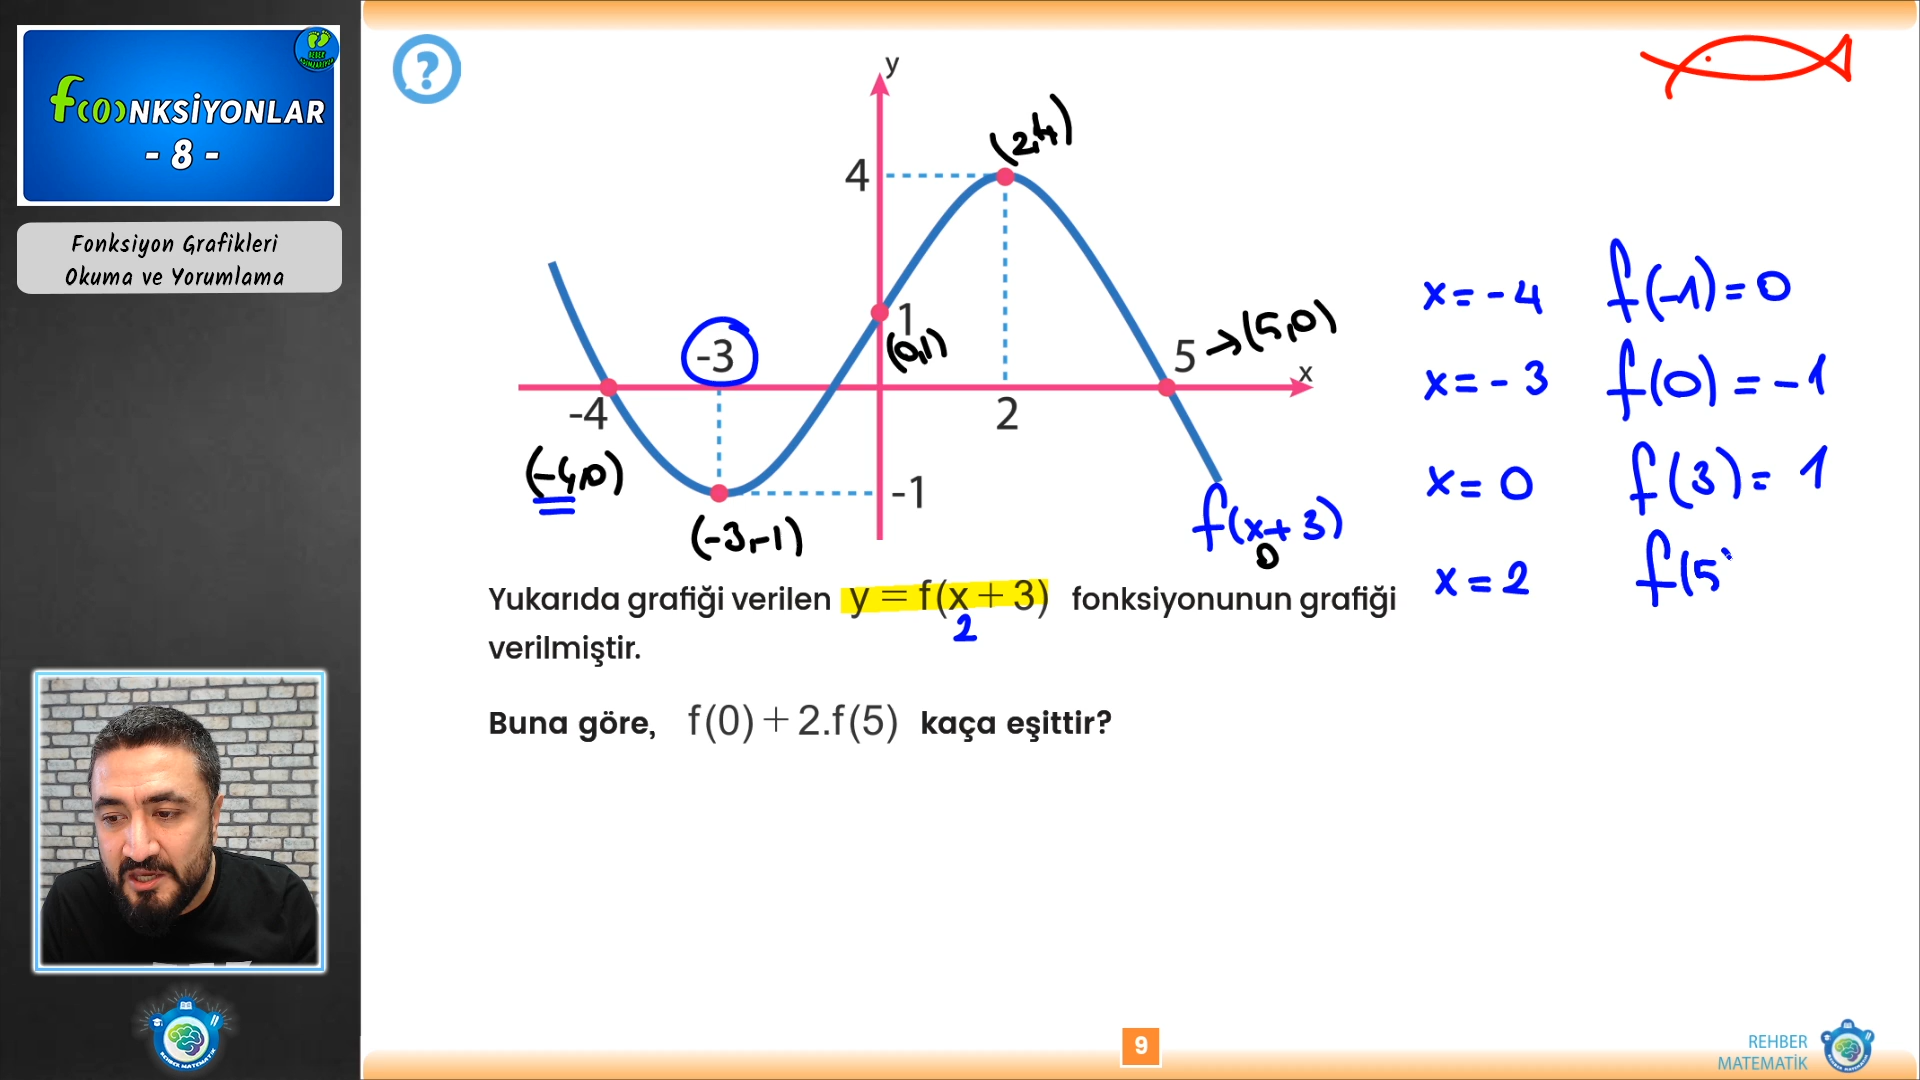 f(0)NKSİYONLAR
- 8 -
Fonksiyon Grafikleri
Okuma ve Yorumlama
?
y
(2,4)
4
1
(0,1)
-3
5 → (5,0)
x
-4
2
(-4,0)
-1
(-3,-1)
f(x+3)
0
x = -4 f(-1) = 0
x = -3 f(0) = -1
x = 0 f(3) = 1
x = 2 f(5
Yukarıda grafiği verilen y = f(x + 3) fonksiyonunun grafiği
2
verilmiştir.
Buna göre, f(0) + 2.f(5) kaça eşittir?
9
REHBER
MATEMATİK